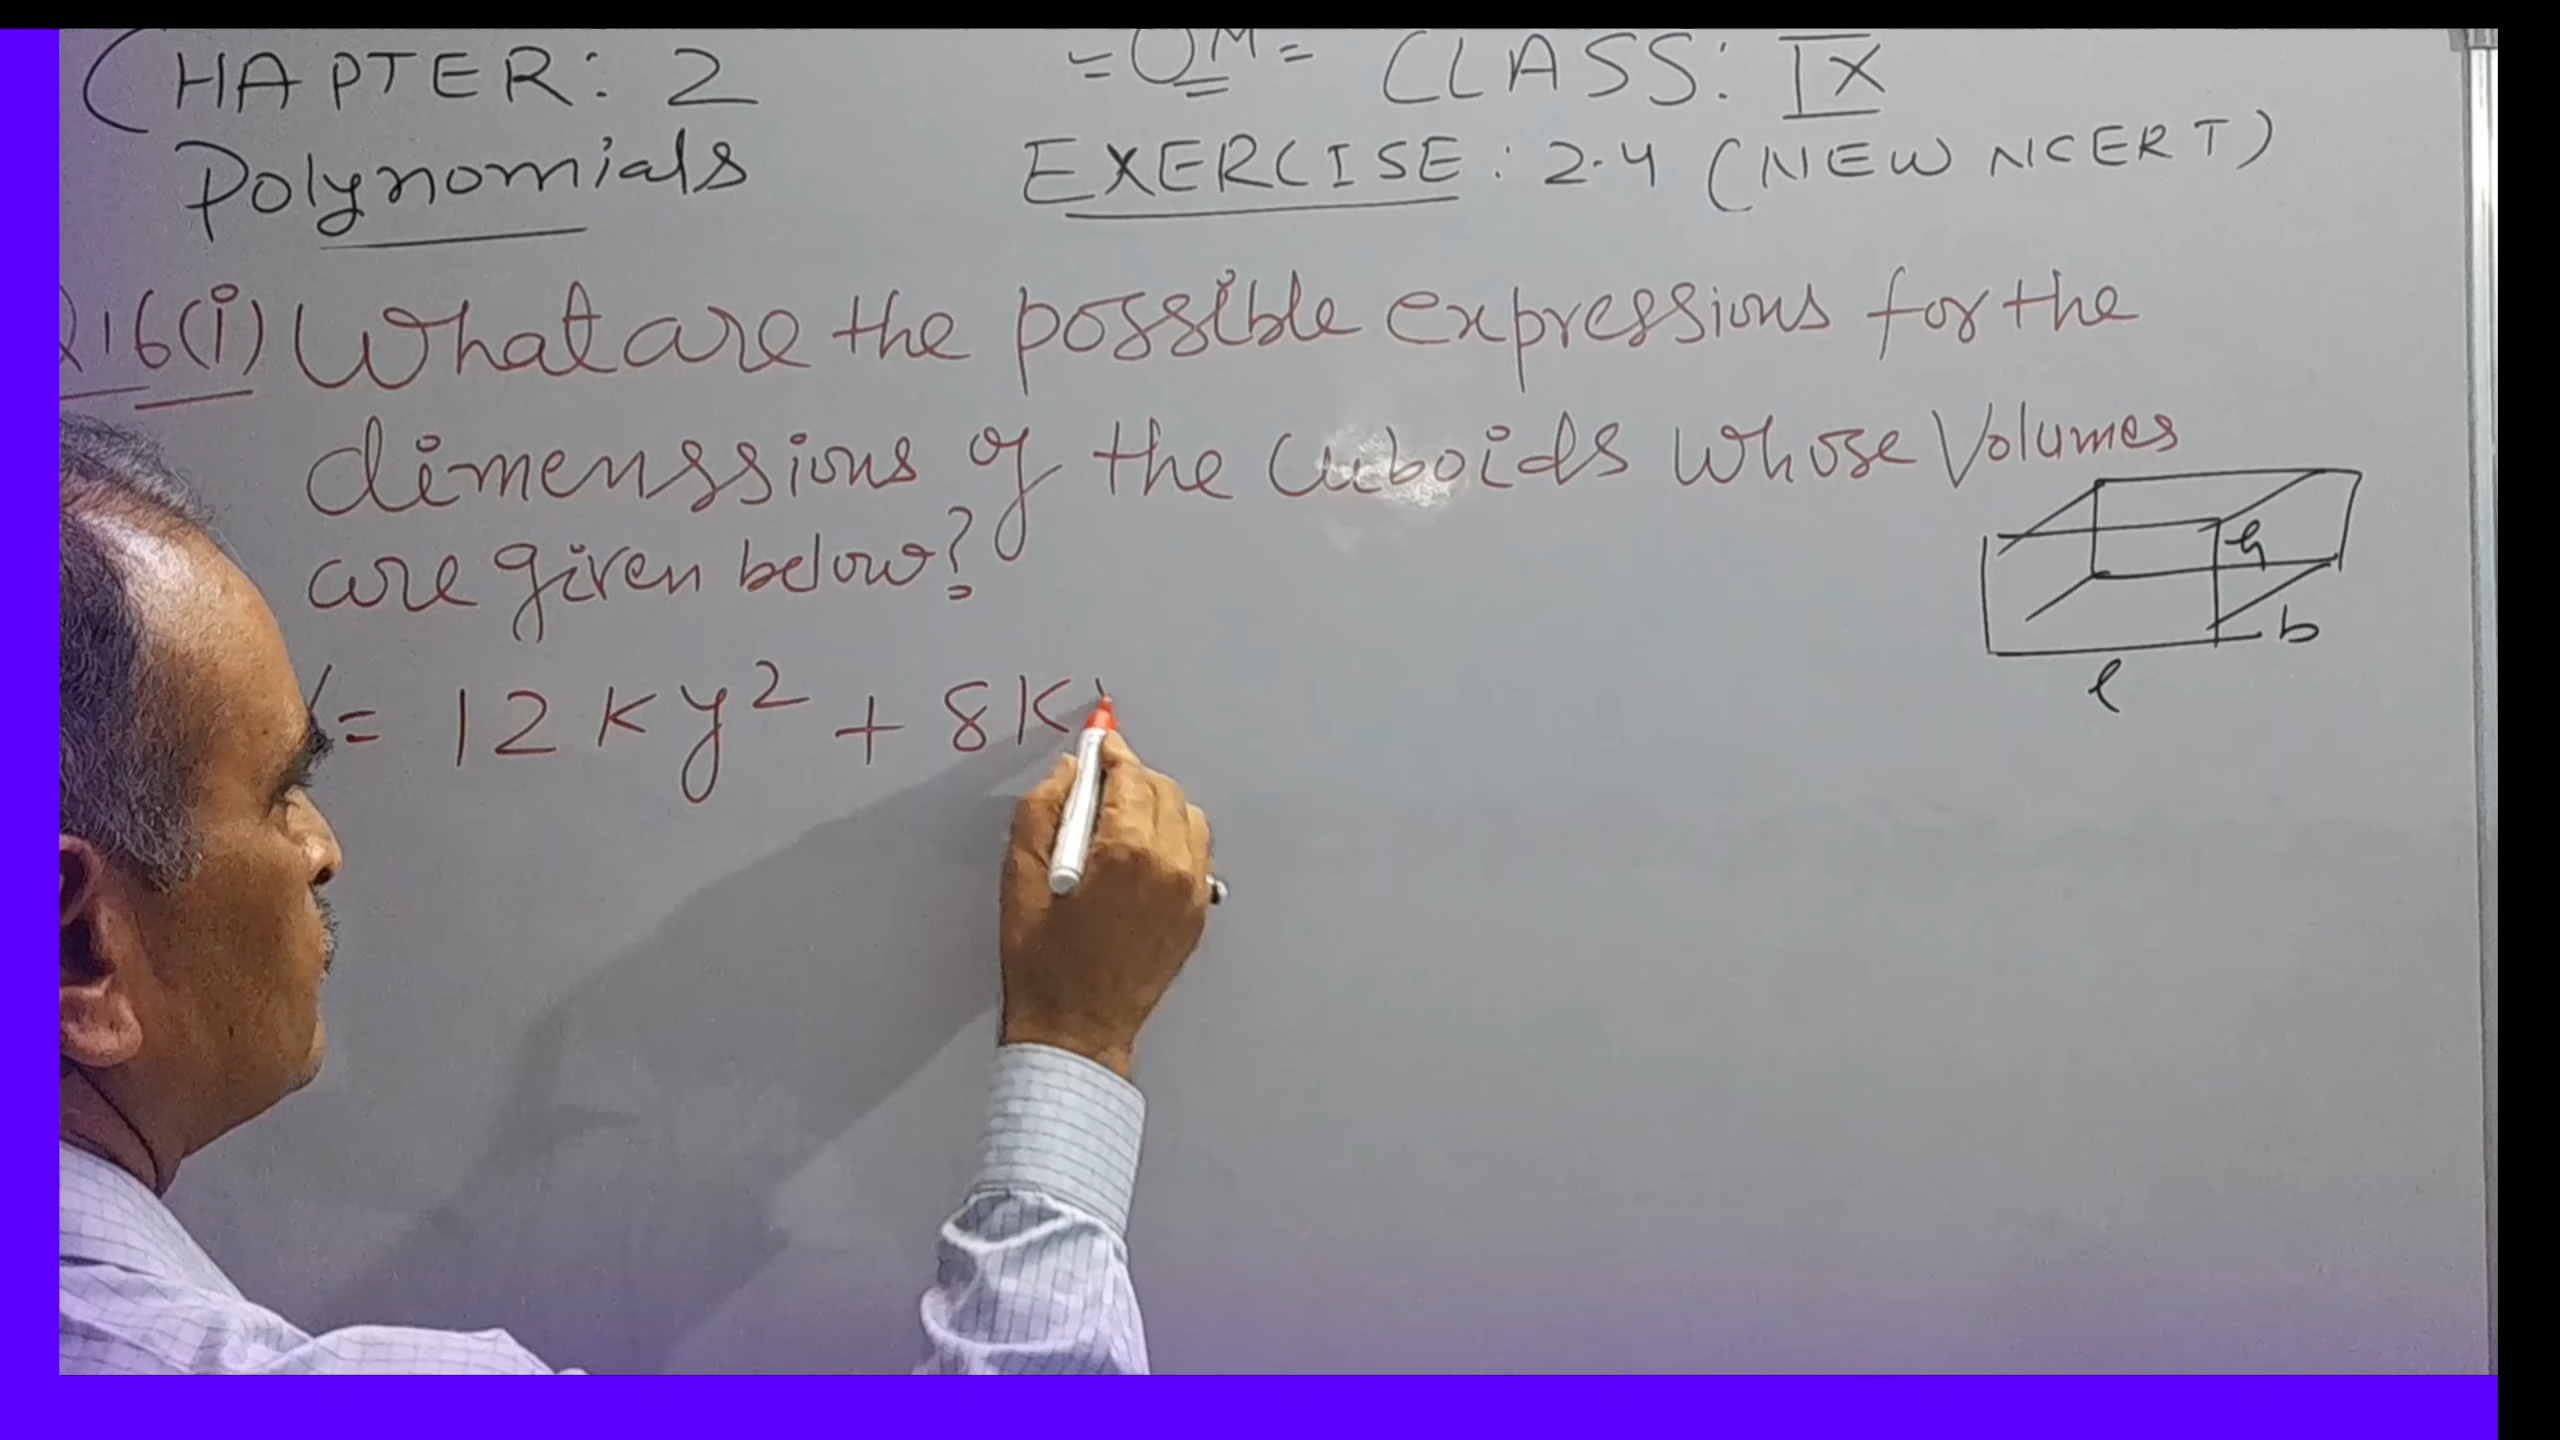 CHAPTER: 2
=OM= CLASS: IX
Polynomials
EXERCISE: 2.4 (NEW NCERT)
Q16(i) What are the possible expressions for the
dimenssions of the cuboids whose Volumes
are given below?
h
b
l
V= 12Ky² + 8K